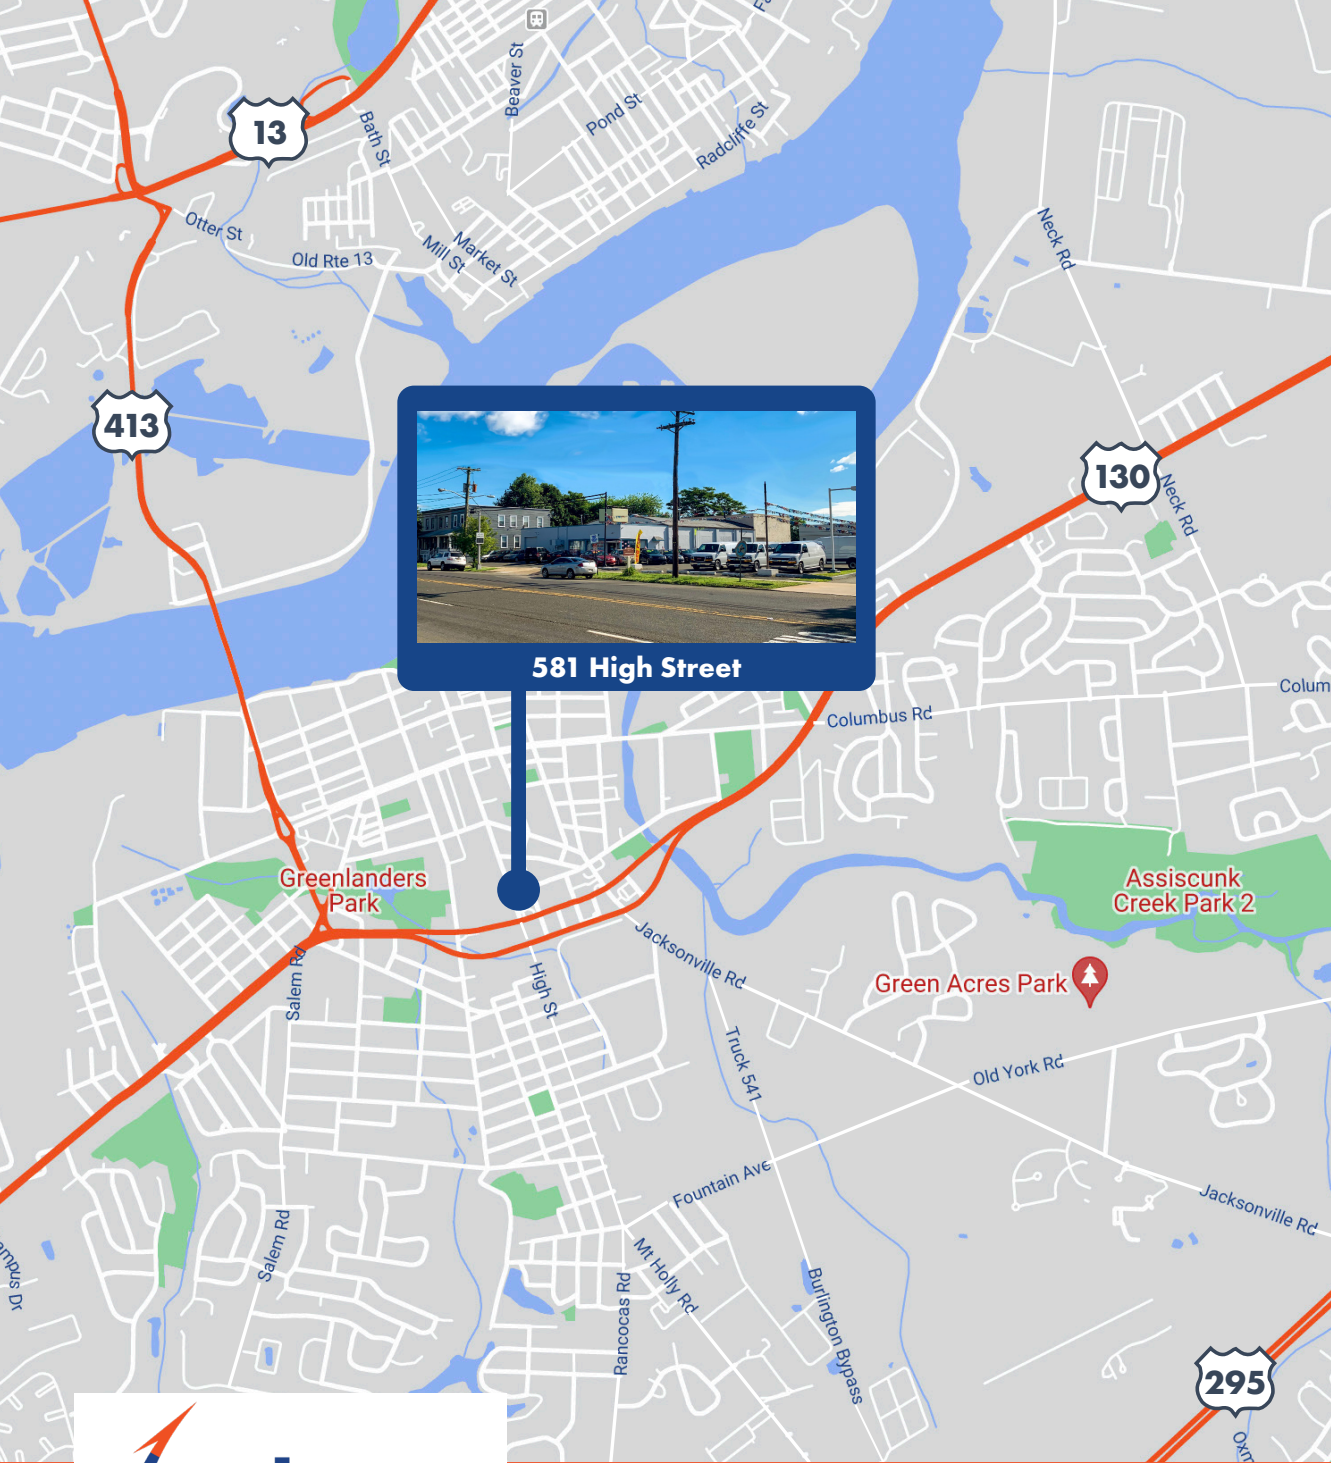 Beaver St
Pond St
Radcliffe St
13
Bath St
Otter St
Old Rte 13
Mill St
Market St
Neck Rd
413
130
Neck Rd
581 High Street
Colum
Columbus Rd
Greenlanders
Park
Assiscunk
Creek Park 2
Jacksonville Rd
Salem Rd
High St
Green Acres Park
Truck 541
Old York Rd
Fountain Ave
Jacksonville Rd
Salem Rd
Mt Holly Rd
ampus Dr
Rancocas Rd
Burlington Bypass
295
Oxm